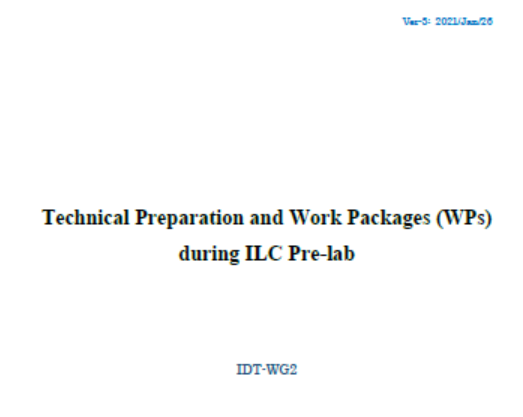 Ver-3: 2021/Jan/26
Technical Preparation and Work Packages (WPs)
during ILC Pre-lab
IDT-WG2